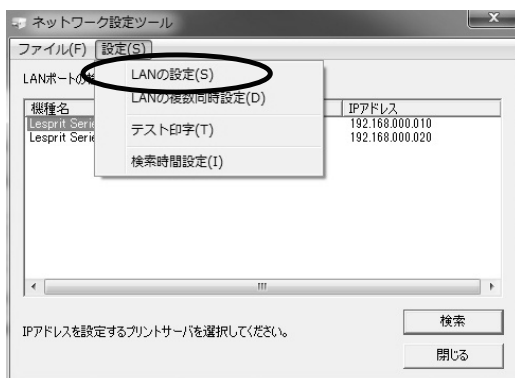 ネットワーク設定ツール
ファイル(F) 設定(S)
LANの設定(S)
LANの複数同時設定(D)
テスト印字(T)
検索時間設定(I)
LANポートの
機種名 IPアドレス
Lesprit Serie 192.168.000.010
Lesprit Serie 192.168.000.020
IPアドレスを設定するプリントサーバを選択してください。
検索
閉じる